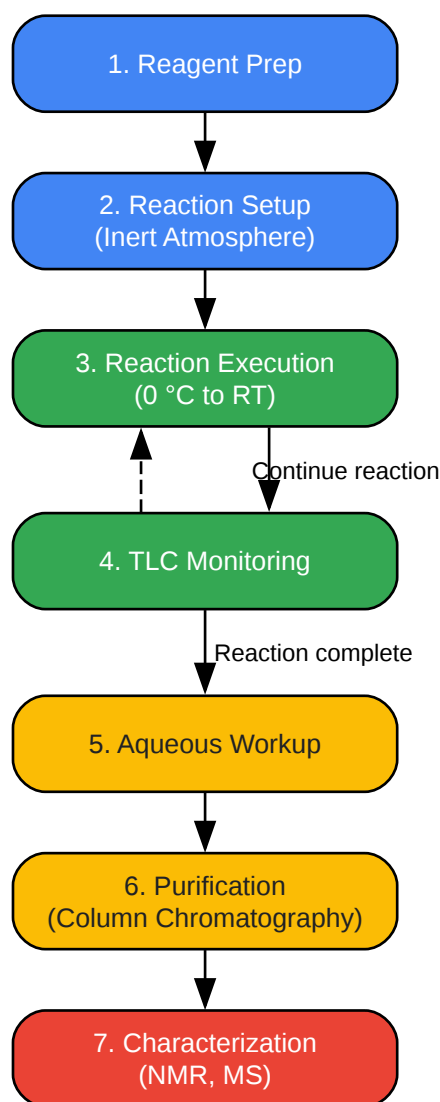 1. Reagent Prep
2. Reaction Setup
(Inert Atmosphere)
3. Reaction Execution
(0 °C to RT)
Continue reaction
4. TLC Monitoring
Reaction complete
5. Aqueous Workup
6. Purification
(Column Chromatography)
7. Characterization
(NMR, MS)